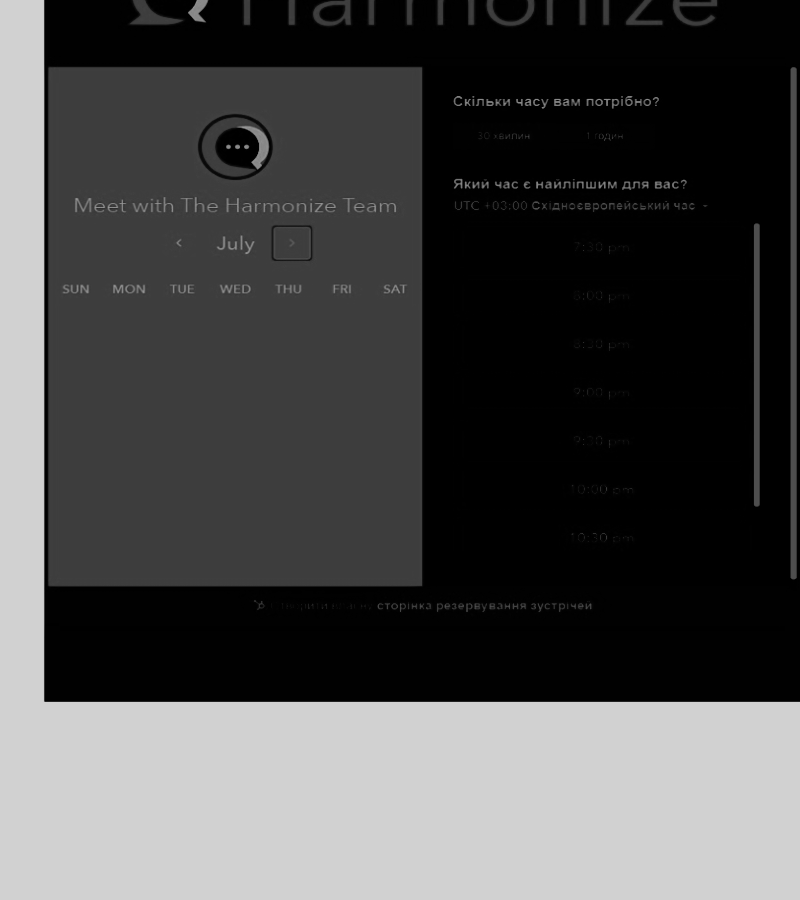 Harmonize
Meet with The Harmonize Team
July
SUN MON TUE WED THU FRI SAT
Скільки часу вам потрібно?
30 хвилин 1 годин
Який час є найліпшим для вас?
UTC +03:00 Східноєвропейський час
7:30 pm
8:00 pm
8:30 pm
9:00 pm
9:30 pm
10:00 pm
10:30 pm
сторінка резервування зустрічей